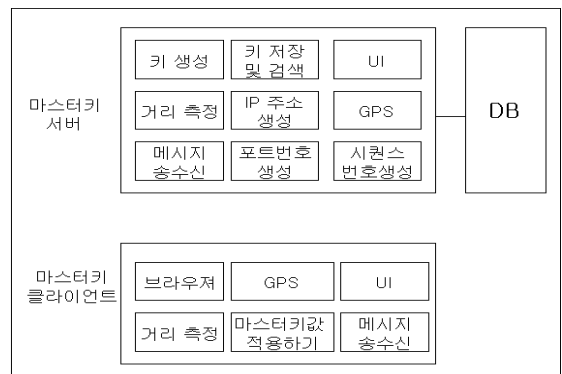 키 생성
키 저장
및 검색
UI
마스터키
서버
거리 측정
IP 주소
생성
GPS
DB
메시지
송수신
포트번호
생성
시퀀스
번호생성
마스터키
클라이언트
브라우져
GPS
UI
거리 측정
마스터키값
적용하기
메시지
송수신